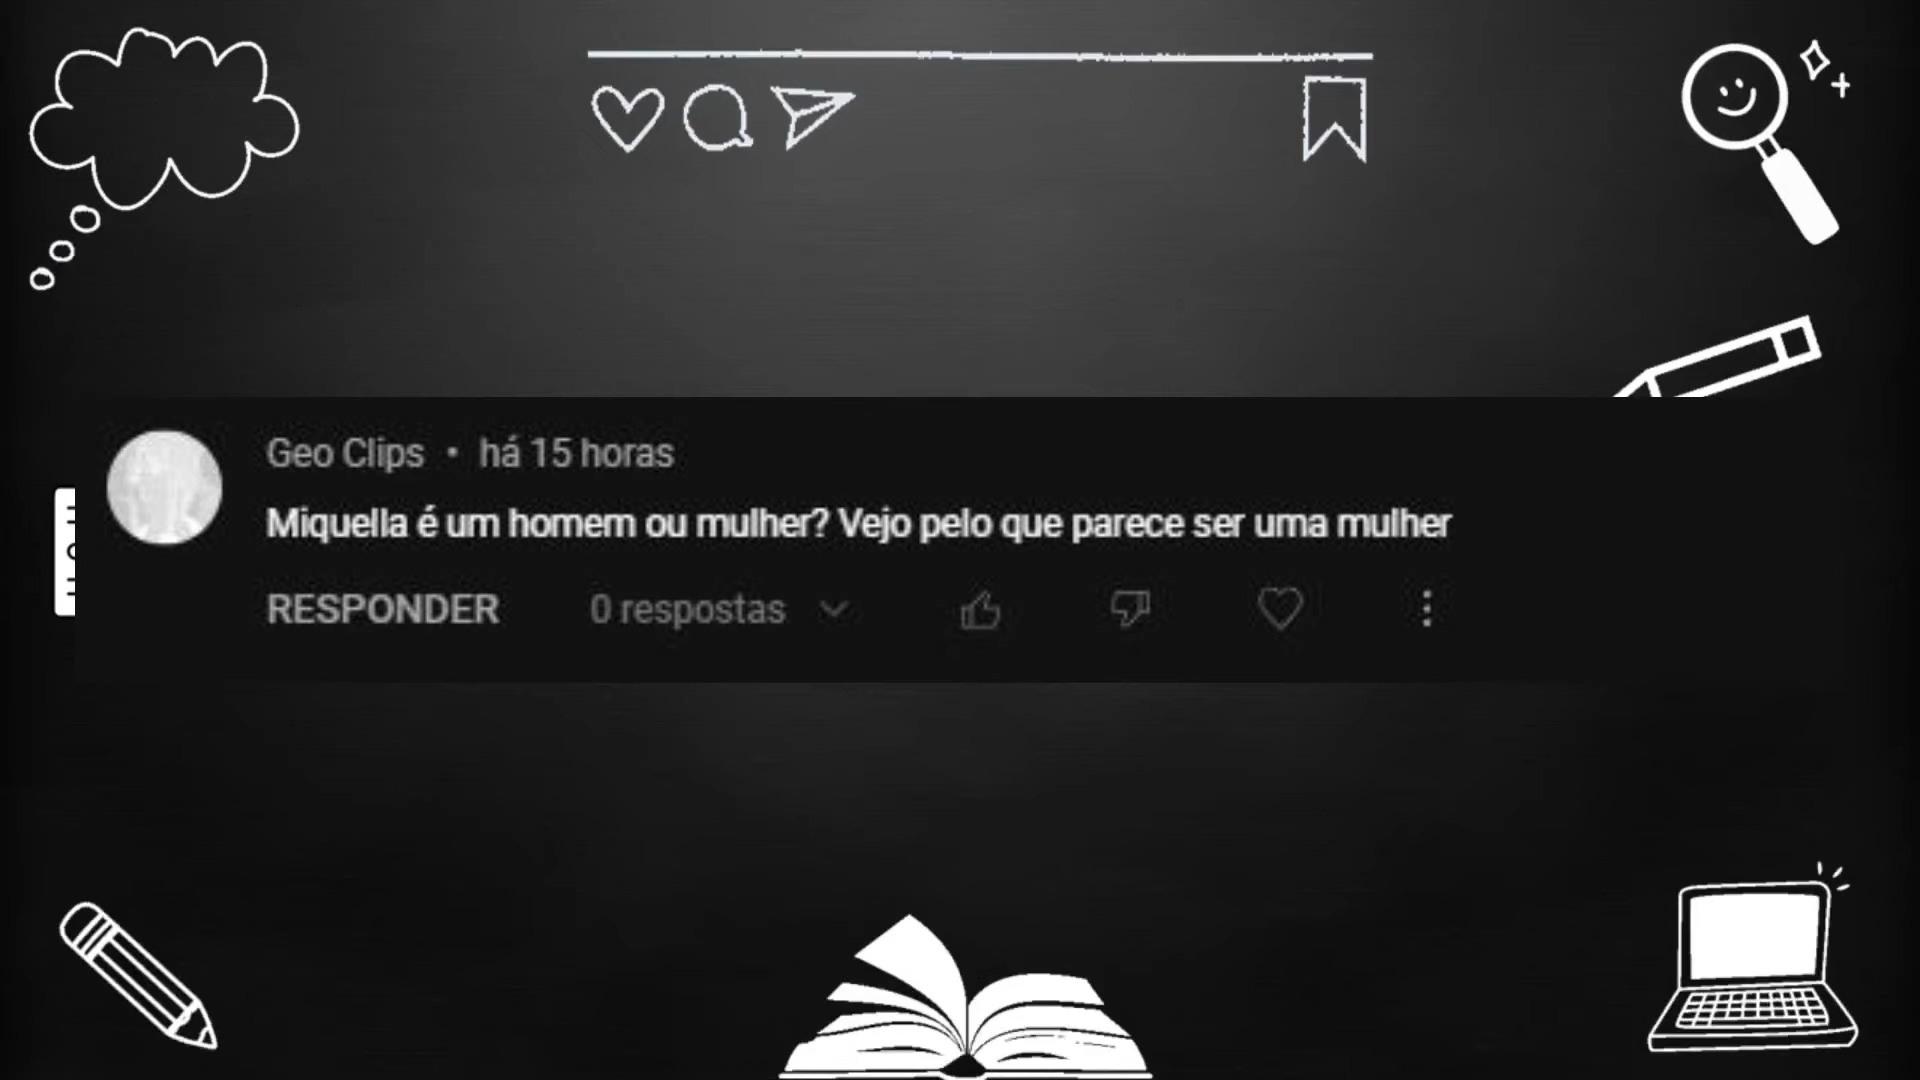 Geo Clips • há 15 horas
Miquella é um homem ou mulher? Vejo pelo que parece ser uma mulher
RESPONDER 0 respostas